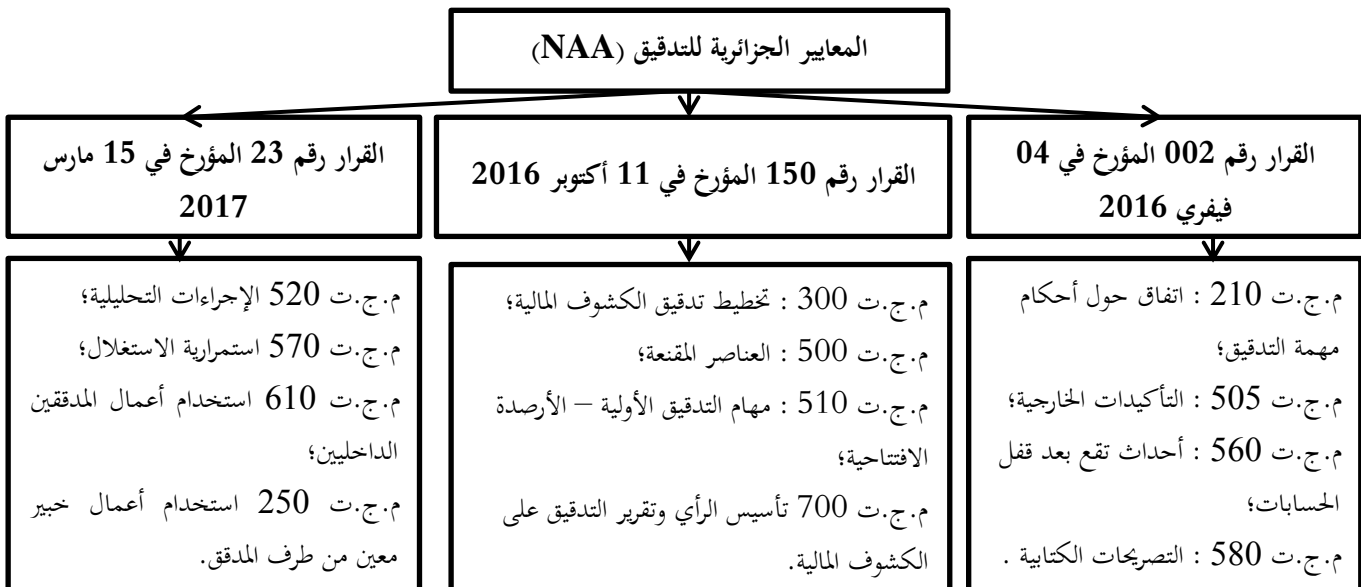 المعايير الجزائرية للتدقيق (NAA)
القرار رقم 002 المؤرخ في 04
فيفري 2016
القرار رقم 150 المؤرخ في 11 أكتوبر 2016
القرار رقم 23 المؤرخ في 15 مارس
2017
م.ج.ت 210 : اتفاق حول أحكام
مهمة التدقيق؛
م.ج.ت 505 : التأكيدات الخارجية؛
م.ج.ت 560 : أحداث تقع بعد قفل
الحسابات؛
م.ج.ت 580 : التصريحات الكتابية .
م.ج.ت 300 : تخطيط تدقيق الكشوف المالية؛
م.ج.ت 500 : العناصر المقنعة؛
م.ج.ت 510 : مهام التدقيق الأولية – الأرصدة
الافتتاحية؛
م.ج.ت 700 تأسيس الرأي وتقرير التدقيق على
الكشوف المالية.
م.ج.ت 520 الإجراءات التحليلية؛
م.ج.ت 570 استمرارية الاستغلال؛
م.ج.ت 610 استخدام أعمال المدققين
الداخليين؛
م.ج.ت 250 استخدام أعمال خبير
معين من طرف المدقق.